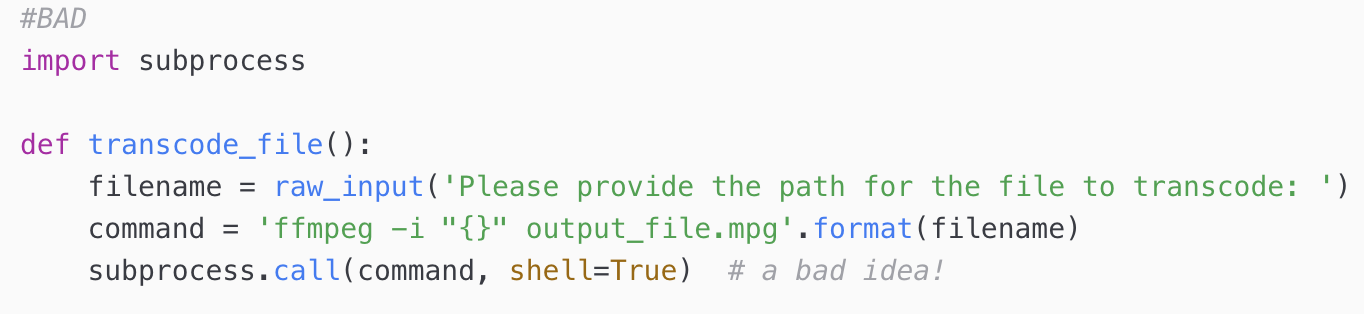 #BAD
import subprocess

def transcode_file():
    filename = raw_input('Please provide the path for the file to transcode: ')
    command = 'ffmpeg -i "{}" output_file.mpg'.format(filename)
    subprocess.call(command, shell=True)  # a bad idea!